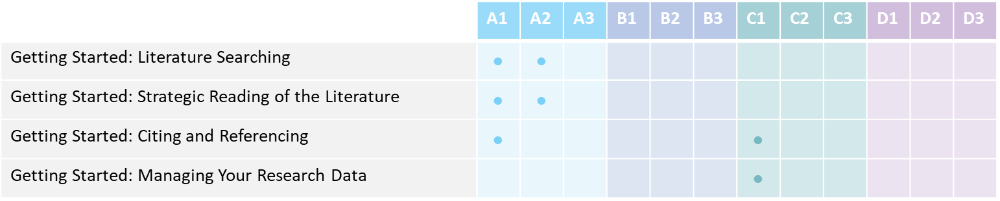 A1 A2 A3 B1 B2 B3 C1 C2 C3 D1 D2 D3
Getting Started: Literature Searching
Getting Started: Strategic Reading of the Literature
Getting Started: Citing and Referencing
Getting Started: Managing Your Research Data